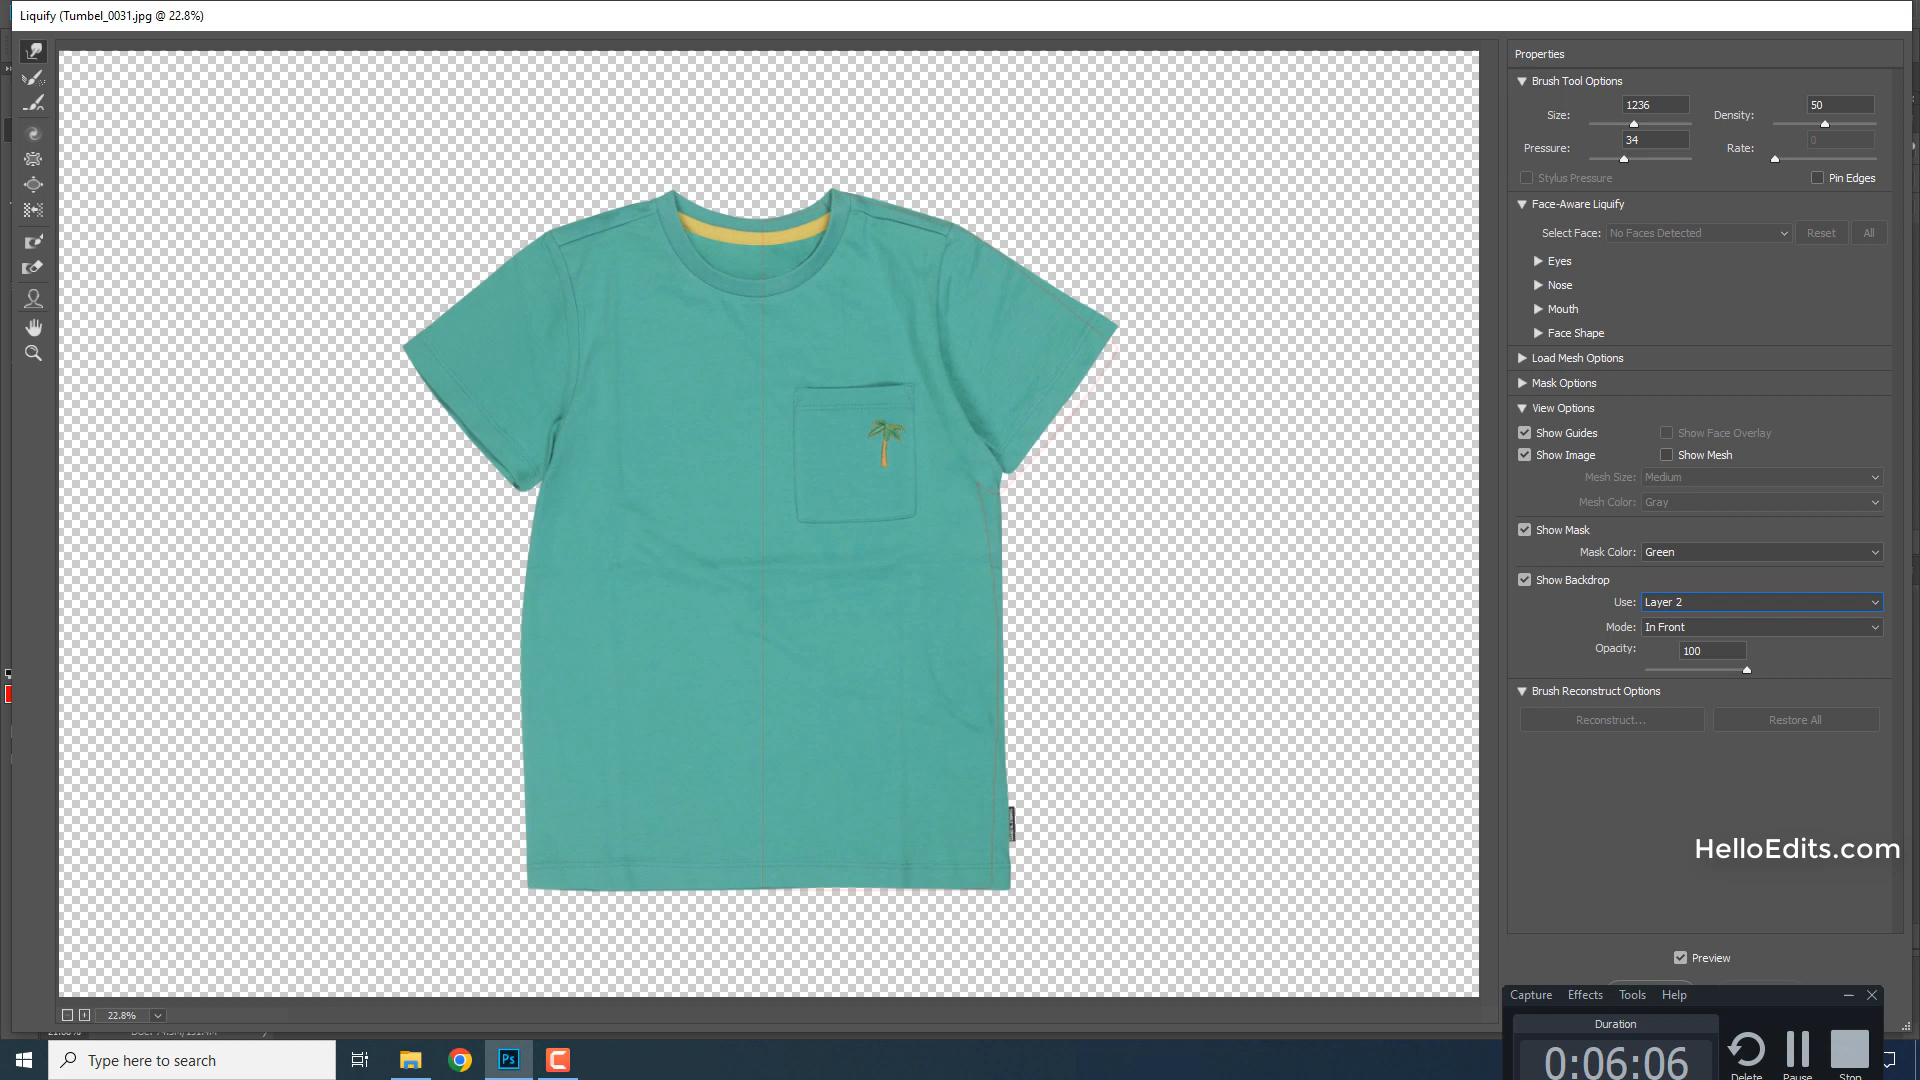 Liquify (Tumbel_0031.jpg @ 22.8%)
Properties
Brush Tool Options
Size: 1236 Density: 50
Pressure: 34 Rate: 0
Stylus Pressure Pin Edges
Face-Aware Liquify
Select Face: No Faces Detected Reset All
Eyes
Nose
Mouth
Face Shape
Load Mesh Options
Mask Options
View Options
Show Guides Show Face Overlay
Show Image Show Mesh
Mesh Size: Medium
Mesh Color: Gray
Show Mask
Mask Color: Green
Show Backdrop
Use: Layer 2
Mode: In Front
Opacity: 100
Brush Reconstruct Options
Reconstruct... Restore All
HelloEdits.com
Preview
Capture Effects Tools Help
Duration
0:06:06
Delete Pause Stop
22.8%
Type here to search
Ps